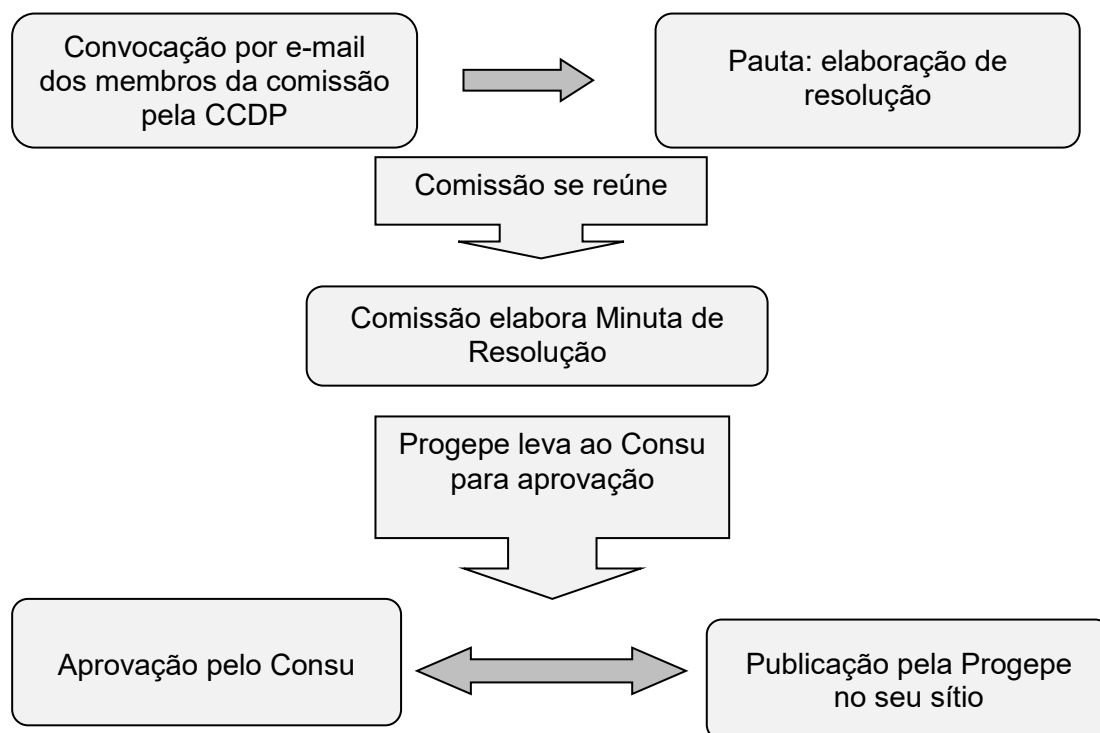 Convocação por e-mail
dos membros da comissão
pela CCDP
Pauta: elaboração de
resolução
Comissão se reúne
Comissão elabora Minuta de
Resolução
Progepe leva ao Consu
para aprovação
Aprovação pelo Consu
Publicação pela Progepe
no seu sítio